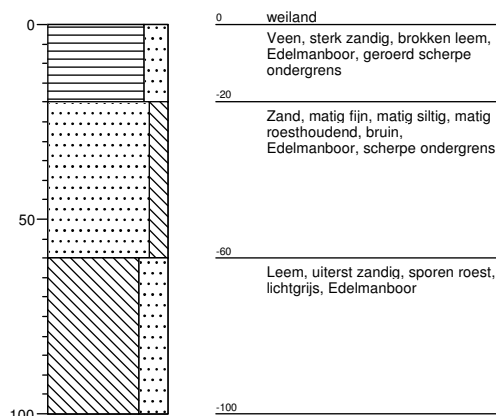 0
0 weiland
Veen, sterk zandig, brokken leem,
Edelmanboor, geroerd scherpe
ondergrens
-20
Zand, matig fijn, matig siltig, matig
roesthoudend, bruin,
Edelmanboor, scherpe ondergrens
50
-60
Leem, uiterst zandig, sporen roest,
lichtgrijs, Edelmanboor
100
-100